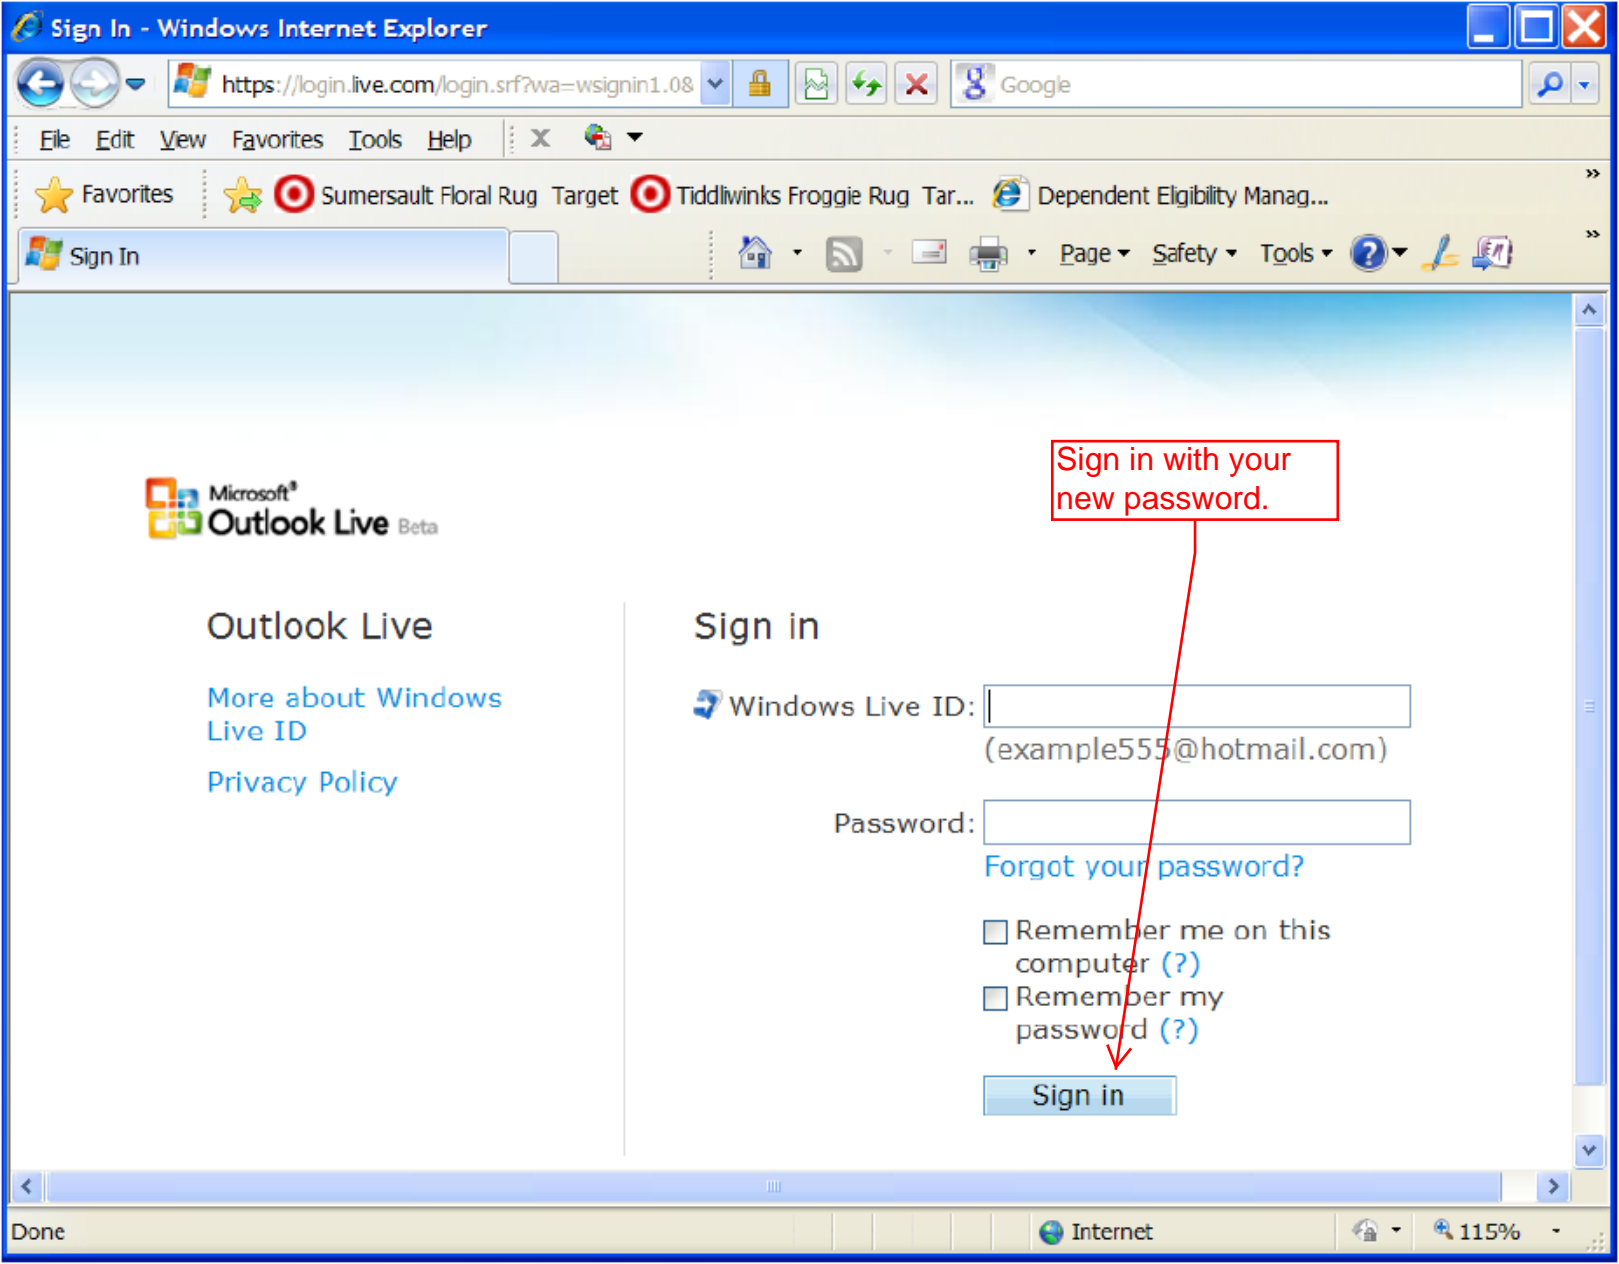 Sign In - Windows Internet Explorer
https://login.live.com/login.srf?wa=wsignin1.0&
Google
File Edit View Favorites Tools Help
Favorites Sumersault Floral Rug Target Tiddliwinks Froggie Rug Tar... Dependent Eligibility Manag...
Sign In Page Safety Tools
Sign in with your
new password.
Microsoft®
Outlook Live Beta
Outlook Live
More about Windows
Live ID
Privacy Policy
Sign in
Windows Live ID:
(example555@hotmail.com)
Password:
Forgot your password?
Remember me on this
computer (?)
Remember my
password (?)
Sign in
Done Internet 115%